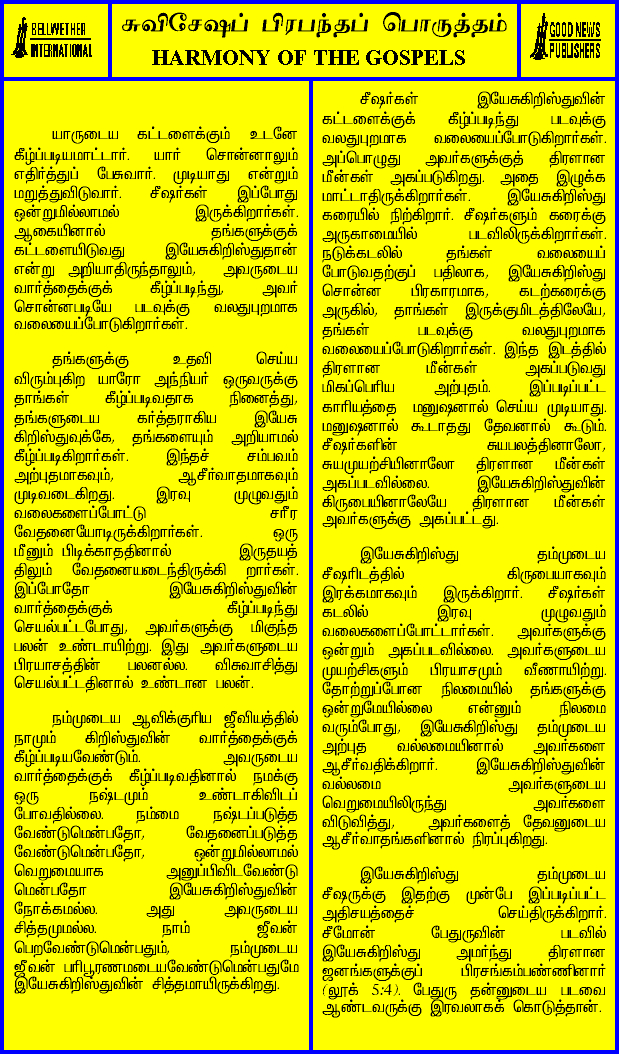 BELLWETHER
INTERNATIONAL
சுவிசேஷப் பிரபந்தப் பொருத்தம்
HARMONY OF THE GOSPELS
GOOD NEWS
PUBLISHERS
யாருடைய கட்டளைக்கும் உடனே
கீழ்ப்படியமாட்டார். யார் சொன்னாலும்
எதிர்த்துப் பேசுவார். முடியாது என்றும்
மறுத்துவிடுவார். சீஷர்கள் இப்போது
ஒன்றுமில்லாமல் இருக்கிறார்கள்.
ஆகையினால் தங்களுக்குக்
கட்டளையிடுவது இயேசுகிறிஸ்துதான்
என்று அறியாதிருந்தாலும், அவருடைய
வார்த்தைக்குக் கீழ்ப்படிந்து, அவர்
சொன்னபடியே படவுக்கு வலதுபுறமாக
வலையைப்போடுகிறார்கள்.
தங்களுக்கு உதவி செய்ய
விரும்புகிற யாரோ அந்நியர் ஒருவருக்கு
தாங்கள் கீழ்ப்படிவதாக நினைத்து,
தங்களுடைய கர்த்தராகிய இயேசு
கிறிஸ்துவுக்கே, தங்களையும் அறியாமல்
கீழ்ப்படிகிறார்கள். இந்தச் சம்பவம்
அற்புதமாகவும், ஆசீர்வாதமாகவும்
முடிவடைகிறது. இரவு முழுவதும்
வலைகளைப்போட்டு சரீர
வேதனையோடிருக்கிறார்கள். ஒரு
மீனும் பிடிக்காததினால் இருதயத்
திலும் வேதனையடைந்திருக்கி றார்கள்.
இப்போதோ இயேசுகிறிஸ்துவின்
வார்த்தைக்குக் கீழ்ப்படிந்து
செயல்பட்டபோது, அவர்களுக்கு மிகுந்த
பலன் உண்டாயிற்று. இது அவர்களுடைய
பிரயாசத்தின் பலனல்ல. விசுவாசித்து
செயல்பட்டதினால் உண்டான பலன்.
நம்முடைய ஆவிக்குரிய ஜீவியத்தில்
நாமும் கிறிஸ்துவின் வார்த்தைக்குக்
கீழ்ப்படியவேண்டும். அவருடைய
வார்த்தைக்குக் கீழ்ப்படிவதினால் நமக்கு
ஒரு நஷ்டமும் உண்டாகிவிடப்
போவதில்லை. நம்மை நஷ்டப்படுத்த
வேண்டுமென்பதோ, வேதனைப்படுத்த
வேண்டுமென்பதோ, ஒன்றுமில்லாமல்
வெறுமையாக அனுப்பிவிடவேண்டு
மென்பதோ இயேசுகிறிஸ்துவின்
நோக்கமல்ல. அது அவருடைய
சித்தமுமல்ல. நாம் ஜீவன்
பெறவேண்டுமென்பதும், நம்முடைய
ஜீவன் பரிபூரணமடையவேண்டுமென்பதுமே
இயேசுகிறிஸ்துவின் சித்தமாயிருக்கிறது.
சீஷர்கள் இயேசுகிறிஸ்துவின்
கட்டளைக்குக் கீழ்ப்படிந்து படவுக்கு
வலதுபுறமாக வலையைப்போடுகிறார்கள்.
அப்பொழுது அவர்களுக்குத் திரளான
மீன்கள் அகப்படுகிறது. அதை இழுக்க
மாட்டாதிருக்கிறார்கள். இயேசுகிறிஸ்து
கரையில் நிற்கிறார். சீஷர்களும் கரைக்கு
அருகாமையில் படவிலிருக்கிறார்கள்.
நடுக்கடலில் தங்கள் வலையைப்
போடுவதற்குப் பதிலாக, இயேசுகிறிஸ்து
சொன்ன பிரகாரமாக, கடற்கரைக்கு
அருகில், தாங்கள் இருக்குமிடத்திலேயே,
தங்கள் படவுக்கு வலதுபுறமாக
வலையைப்போடுகிறார்கள். இந்த இடத்தில்
திரளான மீன்கள் அகப்படுவது
மிகப்பெரிய அற்புதம். இப்படிப்பட்ட
காரியத்தை மனுஷனால் செய்ய முடியாது.
மனுஷனால் கூடாதது தேவனால் கூடும்.
சீஷர்களின் சுயபலத்தினாலோ,
சுயமுயற்சியினாலோ திரளான மீன்கள்
அகப்படவில்லை. இயேசுகிறிஸ்துவின்
கிருபையினாலேயே திரளான மீன்கள்
அவர்களுக்கு அகப்பட்டது.
இயேசுகிறிஸ்து தம்முடைய
சீஷரிடத்தில் கிருபையாகவும்
இரக்கமாகவும் இருக்கிறார். சீஷர்கள்
கடலில் இரவு முழுவதும்
வலைகளைப்போட்டார்கள். அவர்களுக்கு
ஒன்றும் அகப்படவில்லை. அவர்களுடைய
முயற்சிகளும் பிரயாசமும் வீணாயிற்று.
தோற்றுப்போன நிலமையில் தங்களுக்கு
ஒன்றுமேயில்லை என்னும் நிலமை
வரும்போது, இயேசுகிறிஸ்து தம்முடைய
அற்புத வல்லமையினால் அவர்களை
ஆசீர்வதிக்கிறார். இயேசுகிறிஸ்துவின்
வல்லமை அவர்களுடைய
வெறுமையிலிருந்து அவர்களை
விடுவித்து, அவர்களைத் தேவனுடைய
ஆசீர்வாதங்களினால் நிரப்புகிறது.
இயேசுகிறிஸ்து தம்முடைய
சீஷருக்கு இதற்கு முன்பே இப்படிப்பட்ட
அதிசயத்தைச் செய்திருக்கிறார்.
சீமோன் பேதுருவின் படவில்
இயேசுகிறிஸ்து அமர்ந்து திரளான
ஜனங்களுக்குப் பிரசங்கம்பண்ணினார்
(லூக் 5:4). பேதுரு தன்னுடைய படவை
ஆண்டவருக்கு இரவலாகக் கொடுத்தான்.